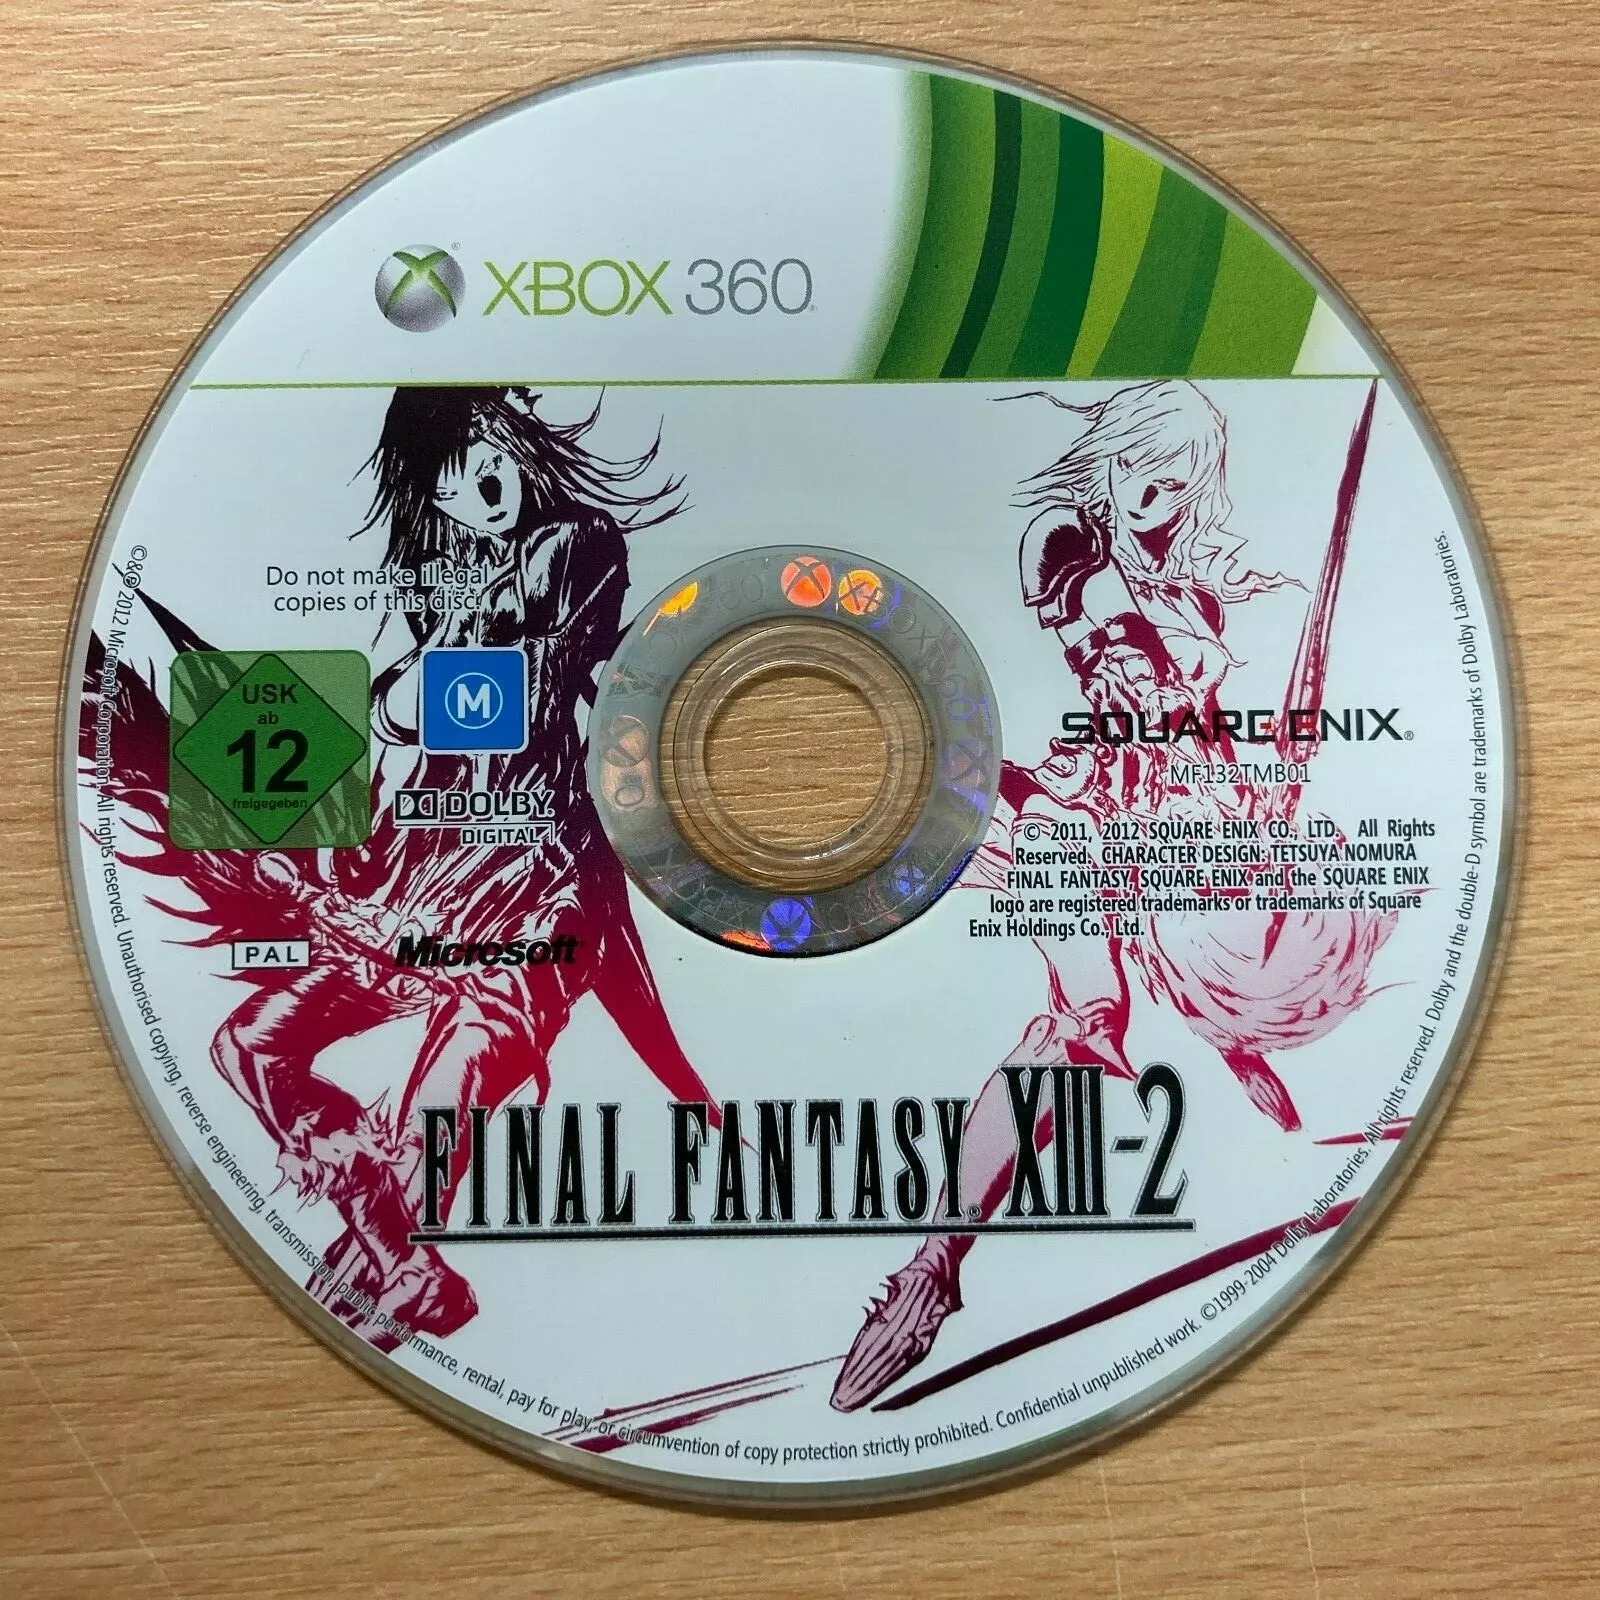 XBOX 360
Do not make illegal
copies of this disc.
USK
ab
12
freigegeben
M
DOLBY
DIGITAL
PAL
Microsoft
SQUARE ENIX®
MF132TMB01
© 2011, 2012 SQUARE ENIX CO., LTD. All Rights
Reserved. CHARACTER DESIGN: TETSUYA NOMURA
FINAL FANTASY, SQUARE ENIX and the SQUARE ENIX
logo are registered trademarks or trademarks of Square
Enix Holdings Co., Ltd.
FINAL FANTASY® XIII-2
©&℗2012 Microsoft Corporation. All rights reserved. Unauthorised copying, reverse engineering, transmission, public performance, rental, pay for play, or circumvention of copy protection strictly prohibited. Confidential unpublished work. ©1999-2004 Dolby Laboratories. All rights reserved. Dolby and the double-D symbol are trademarks of Dolby Laboratories.